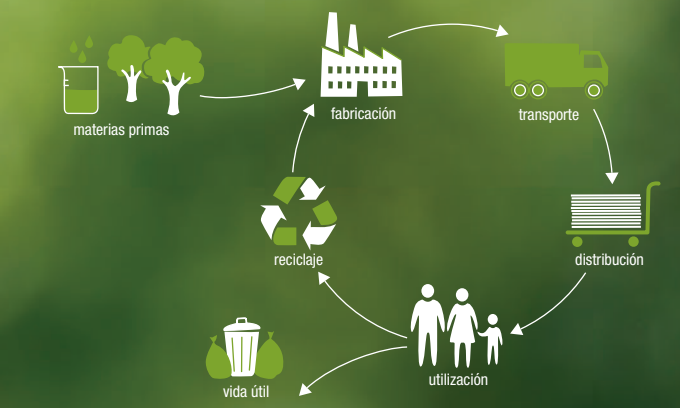 materias primas
fabricación
transporte
distribución
utilización
reciclaje
vida útil